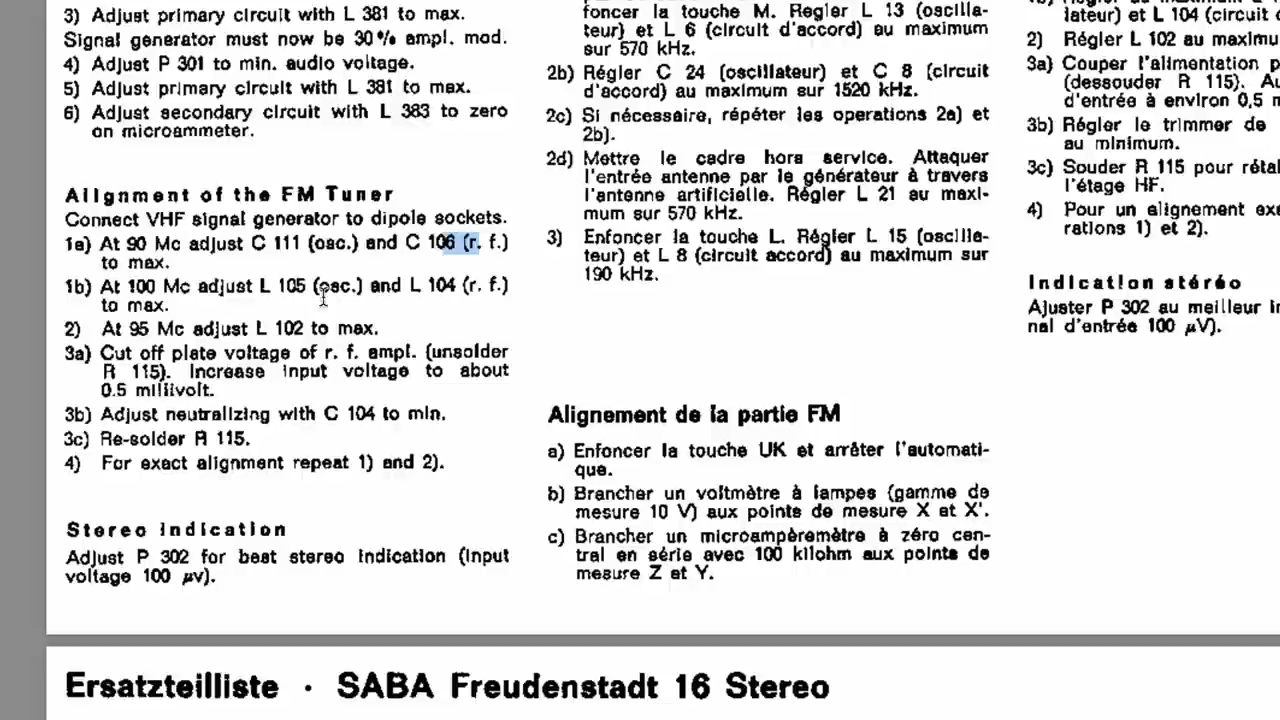 3) Adjust primary circuit with L 381 to max.
Signal generator must now be 30% ampl. mod.
4) Adjust P 301 to min. audio voltage.
5) Adjust primary circuit with L 381 to max.
6) Adjust secondary circuit with L 383 to zero
on microammeter.
Alignment of the FM Tuner
Connect VHF signal generator to dipole sockets.
1a) At 90 Mc adjust C 111 (osc.) and C 106 (r. f.)
to max.
1b) At 100 Mc adjust L 105 (osc.) and L 104 (r. f.)
to max.
2) At 95 Mc adjust L 102 to max.
3a) Cut off plate voltage of r. f. ampl. (unsolder
R 115). Increase input voltage to about
0.5 millivolt.
3b) Adjust neutralizing with C 104 to min.
3c) Re-solder R 115.
4) For exact alignment repeat 1) and 2).
Stereo indication
Adjust P 302 for best stereo indication (Input
voltage 100 µv).
foncer la touche M. Regler L 13 (oscilla-
teur) et L 6 (circuit d'accord) au maximum
sur 570 kHz.
2b) Régler C 24 (oscillateur) et C 8 (circuit
d'accord) au maximum sur 1520 kHz.
2c) Si nécessaire, répéter les operations 2a) et
2b).
2d) Mettre le cadre hors service. Attaquer
l'entrée antenne par le générateur à travers
l'antenne artificielle. Régler L 21 au maxi-
mum sur 570 kHz.
3) Enfoncer la touche L. Régler L 15 (oscilla-
teur) et L 8 (circuit accord) au maximum sur
190 kHz.
Alignement de la partie FM
a) Enfoncer la touche UK et arrêter l'automati-
que.
b) Brancher un voltmètre à lampes (gamme de
mesure 10 V) aux points de mesure X et X'.
c) Brancher un microampèremètre à zéro cen-
tral en série avec 100 kilohm aux points de
mesure Z et Y.
lateur) et L 104 (circuit d
2) Régler L 102 au maximu
3a) Couper l'alimentation p
(dessouder R 115). Au
d'entrée à environ 0,5 m
3b) Régler le trimmer de
au minimum.
3c) Souder R 115 pour rétal
l'étage HF.
4) Pour un alignement exa
rations 1) et 2).
Indication stéréo
Ajuster P 302 au meilleur in
nal d'entrée 100 µV).
Ersatzteilliste · SABA Freudenstadt 16 Stereo